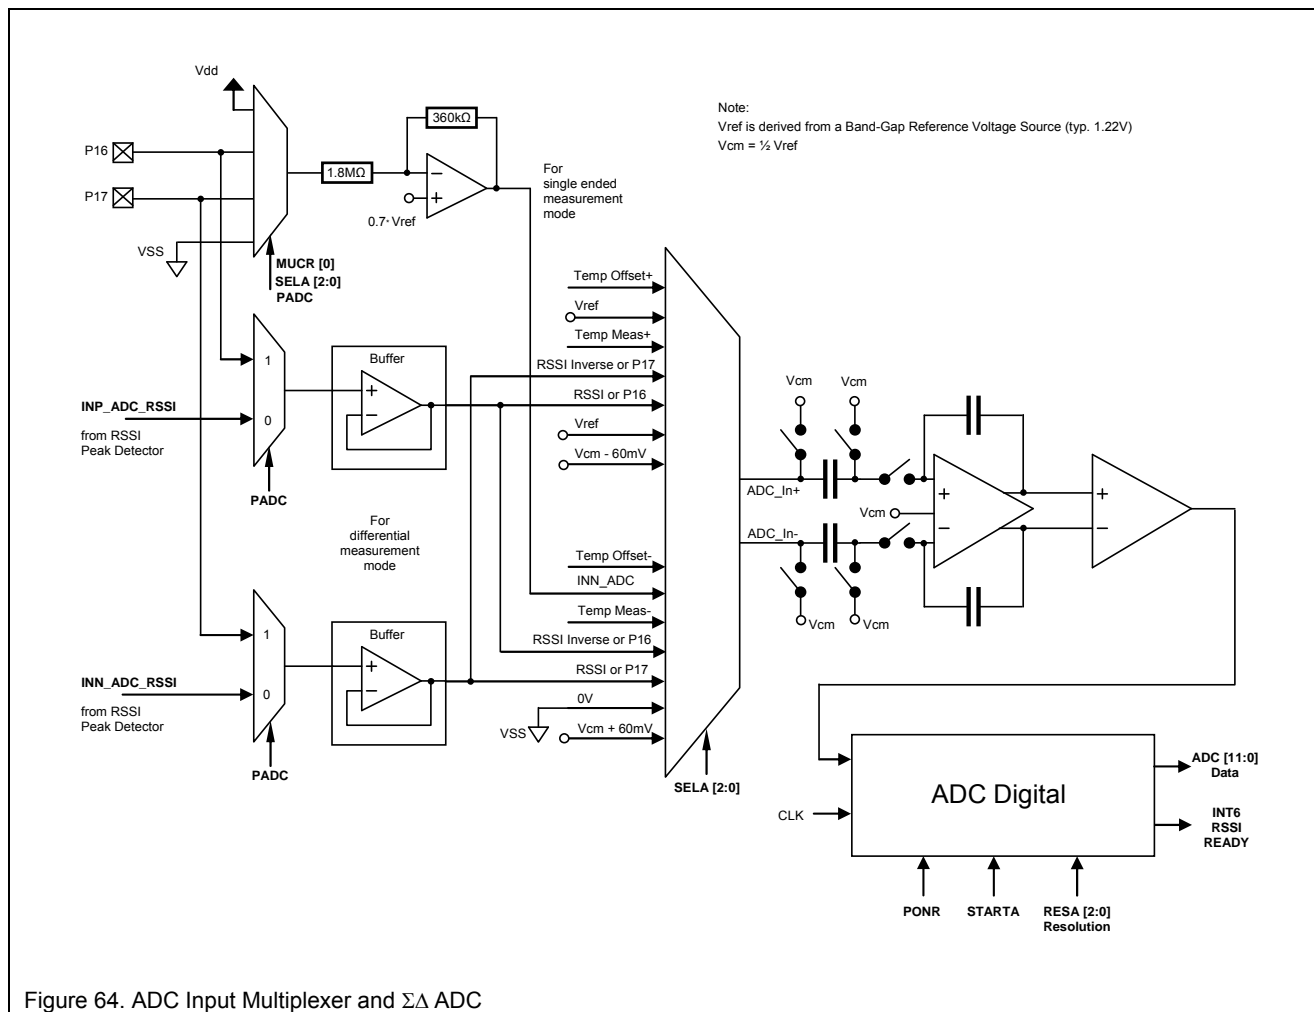 Vdd
P16
P17
VSS
1.8MΩ
360kΩ
0.7· Vref
For
single ended
measurement
mode
Note:
Vref is derived from a Band-Gap Reference Voltage Source (typ. 1.22V)
Vcm = ½ Vref
MUCR [0]
SELA [2:0]
PADC
1
0
INP_ADC_RSSI
from RSSI
Peak Detector
PADC
Buffer
+
−
For
differential
measurement
mode
1
0
INN_ADC_RSSI
from RSSI
Peak Detector
PADC
Buffer
+
−
Temp Offset+
Vref
Temp Meas+
RSSI Inverse or P17
RSSI or P16
Vref
Vcm - 60mV
Temp Offset-
INN_ADC
Temp Meas-
RSSI Inverse or P16
RSSI or P17
0V
VSS
Vcm + 60mV
SELA [2:0]
ADC_In+
ADC_In-
Vcm
Vcm
Vcm
Vcm
Vcm
+
−
+
−
ADC Digital
CLK
PONR
STARTA
RESA [2:0]
Resolution
ADC [11:0]
Data
INT6
RSSI
READY
Figure 64. ADC Input Multiplexer and ΣΔ ADC